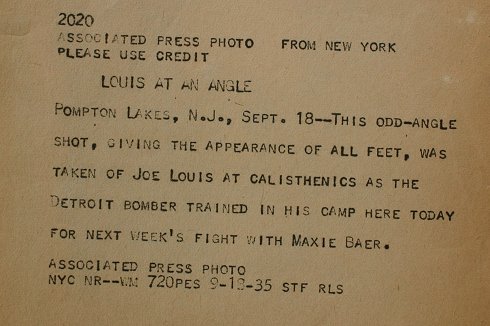 2020
ASSOCIATED PRESS PHOTO FROM NEW YORK
PLEASE USE CREDIT
LOUIS AT AN ANGLE
POMPTON LAKES, N.J., SEPT. 18--THIS ODD-ANGLE
SHOT, GIVING THE APPEARANCE OF ALL FEET, WAS
TAKEN OF JOE LOUIS AT CALISTHENICS AS THE
DETROIT BOMBER TRAINED IN HIS CAMP HERE TODAY
FOR NEXT WEEK'S FIGHT WITH MAXIE BAER.
ASSOCIATED PRESS PHOTO
NYC NR--WM 720PES 9-18-35 STF RLS